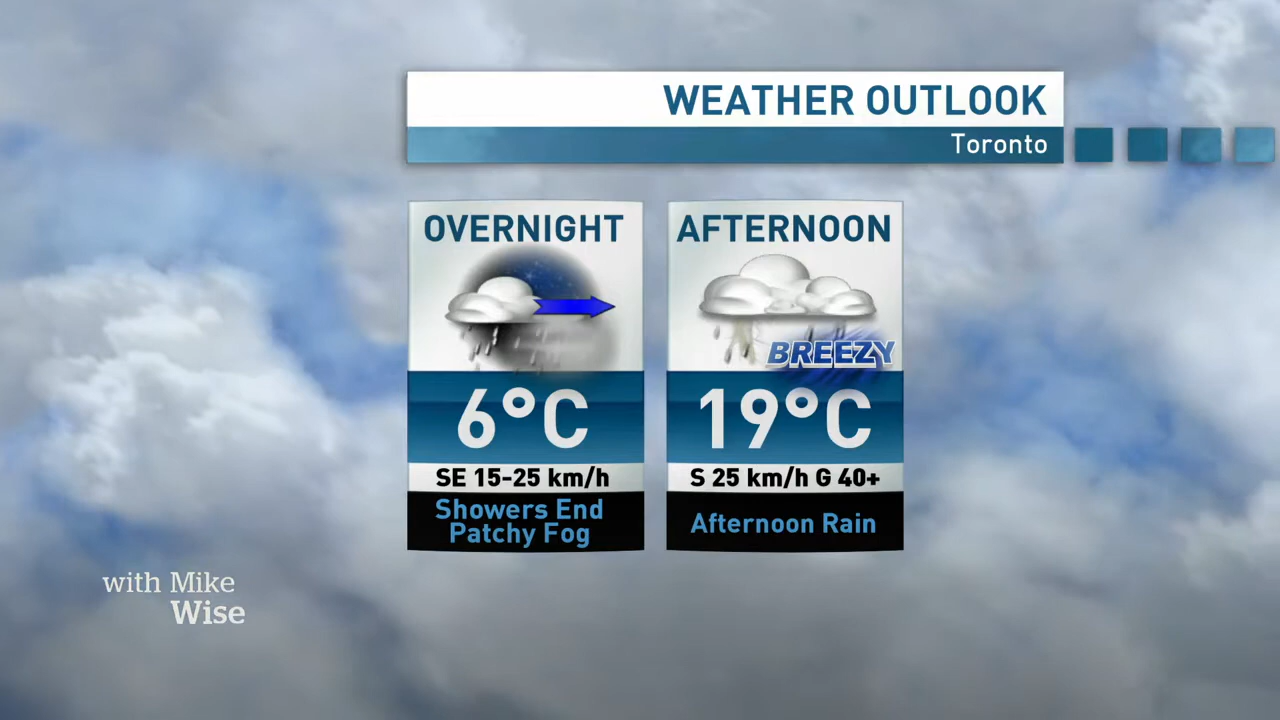 WEATHER OUTLOOK
Toronto
OVERNIGHT
6°C
SE 15-25 km/h
Showers End
Patchy Fog
AFTERNOON
BREEZY
19°C
S 25 km/h G 40+
Afternoon Rain
with Mike
Wise